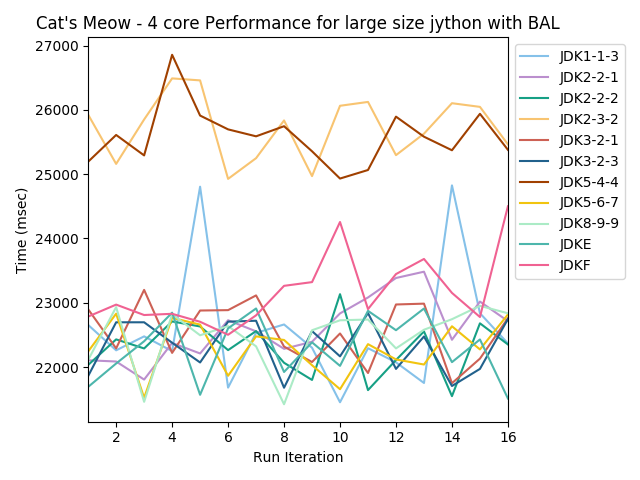 Cat's Meow - 4 core Performance for large size jython with BAL
27000
26000
25000
24000
23000
22000
Time (msec)
2 4 6 8 10 12 14 16
Run Iteration
JDK1-1-3
JDK2-2-1
JDK2-2-2
JDK2-3-2
JDK3-2-1
JDK3-2-3
JDK5-4-4
JDK5-6-7
JDK8-9-9
JDKE
JDKF